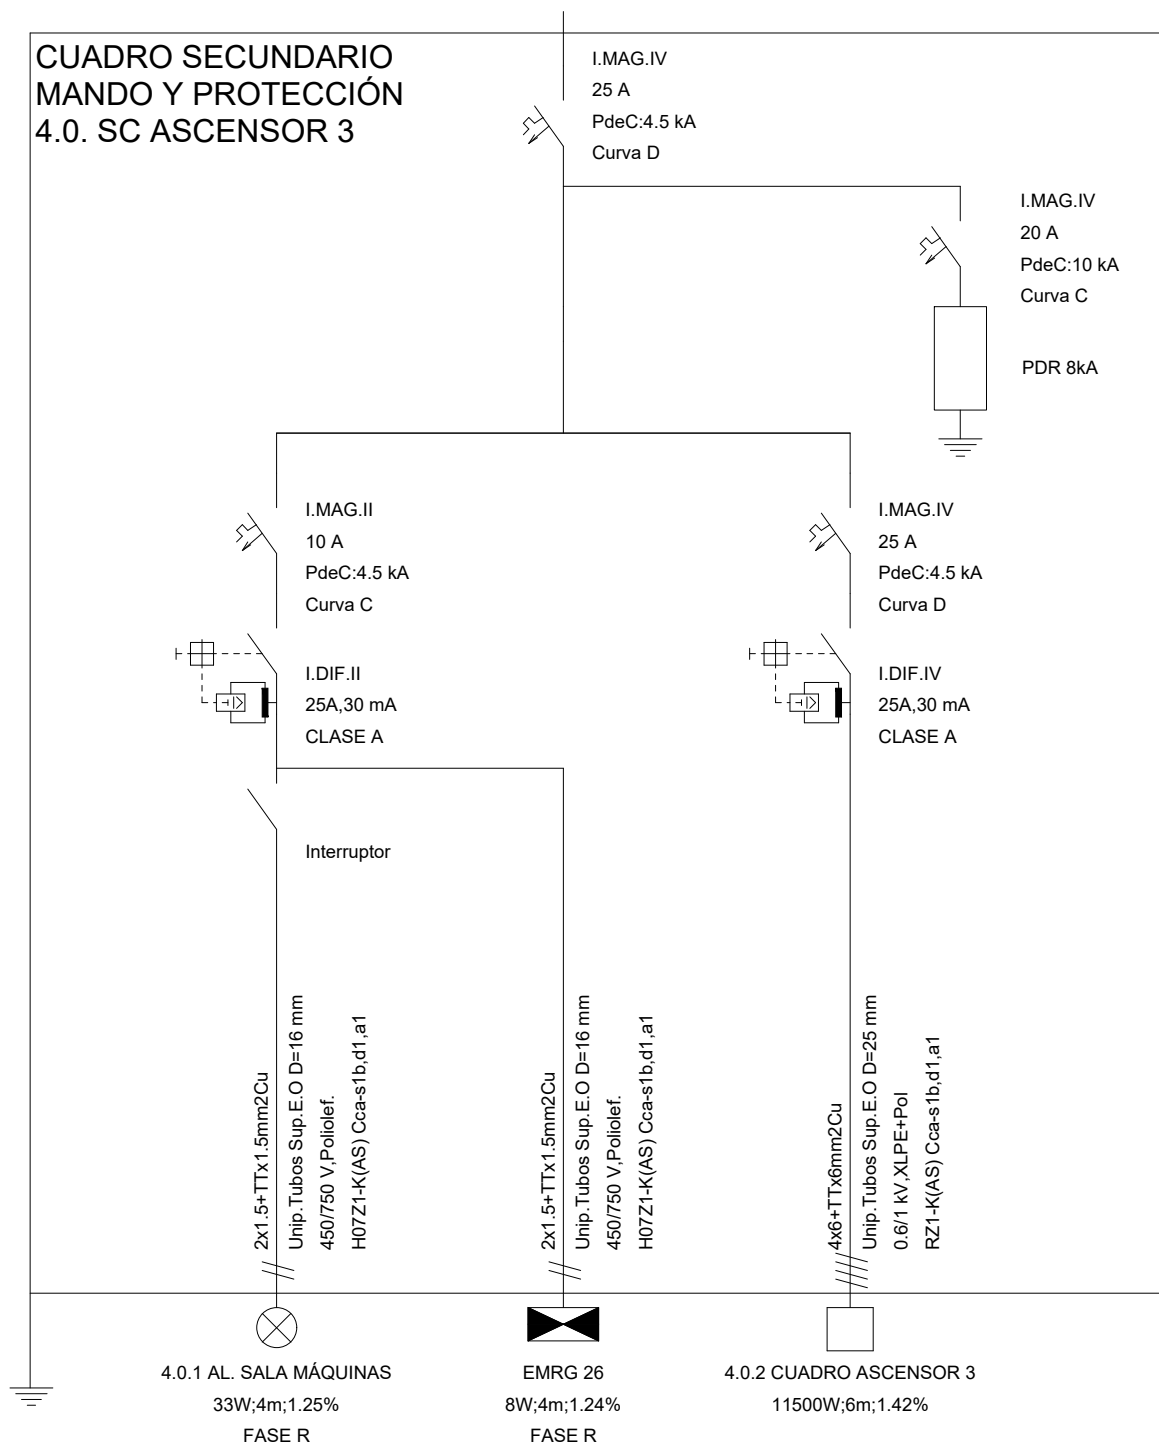 CUADRO SECUNDARIO
MANDO Y PROTECCIÓN
4.0. SC ASCENSOR 3
I.MAG.IV
25 A
PdeC:4.5 kA
Curva D
I.MAG.IV
20 A
PdeC:10 kA
Curva C
PDR 8kA
I.MAG.II
10 A
PdeC:4.5 kA
Curva C
I.DIF.II
25A,30 mA
CLASE A
Interruptor
I.MAG.IV
25 A
PdeC:4.5 kA
Curva D
I.DIF.IV
25A,30 mA
CLASE A
2x1.5+TTx1.5mm2Cu
Unip.Tubos Sup.E.O D=16 mm
450/750 V,Poliolef.
H07Z1-K(AS) Cca-s1b,d1,a1
2x1.5+TTx1.5mm2Cu
Unip.Tubos Sup.E.O D=16 mm
450/750 V,Poliolef.
H07Z1-K(AS) Cca-s1b,d1,a1
4x6+TTx6mm2Cu
Unip.Tubos Sup.E.O D=25 mm
0.6/1 kV,XLPE+Pol
RZ1-K(AS) Cca-s1b,d1,a1
4.0.1 AL. SALA MÁQUINAS
33W;4m;1.25%
FASE R
EMRG 26
8W;4m;1.24%
FASE R
4.0.2 CUADRO ASCENSOR 3
11500W;6m;1.42%